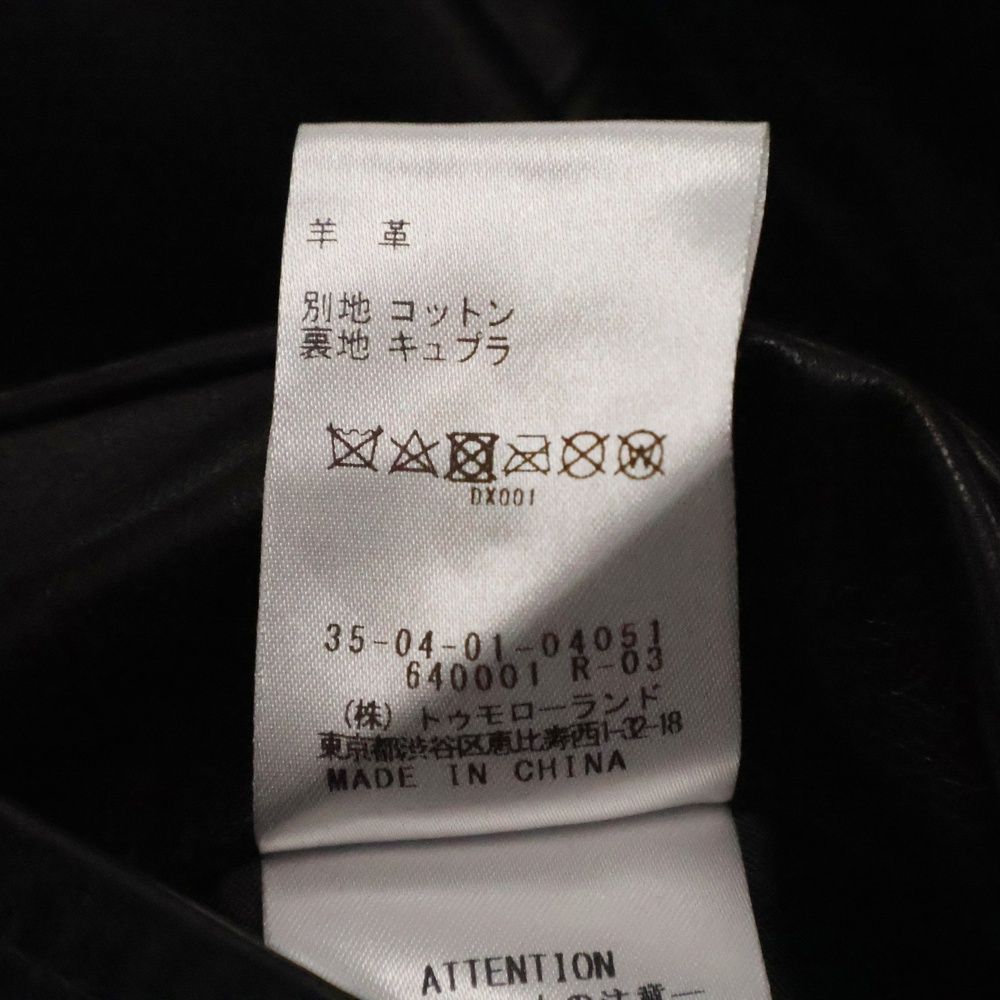 羊 革
別地 コットン
裏地 キュプラ
DX001
35-04-01-04051
640001 R-03
(株) トゥモローランド
東京都渋谷区恵比寿西1-32-18
MADE IN CHINA
ATTENTION